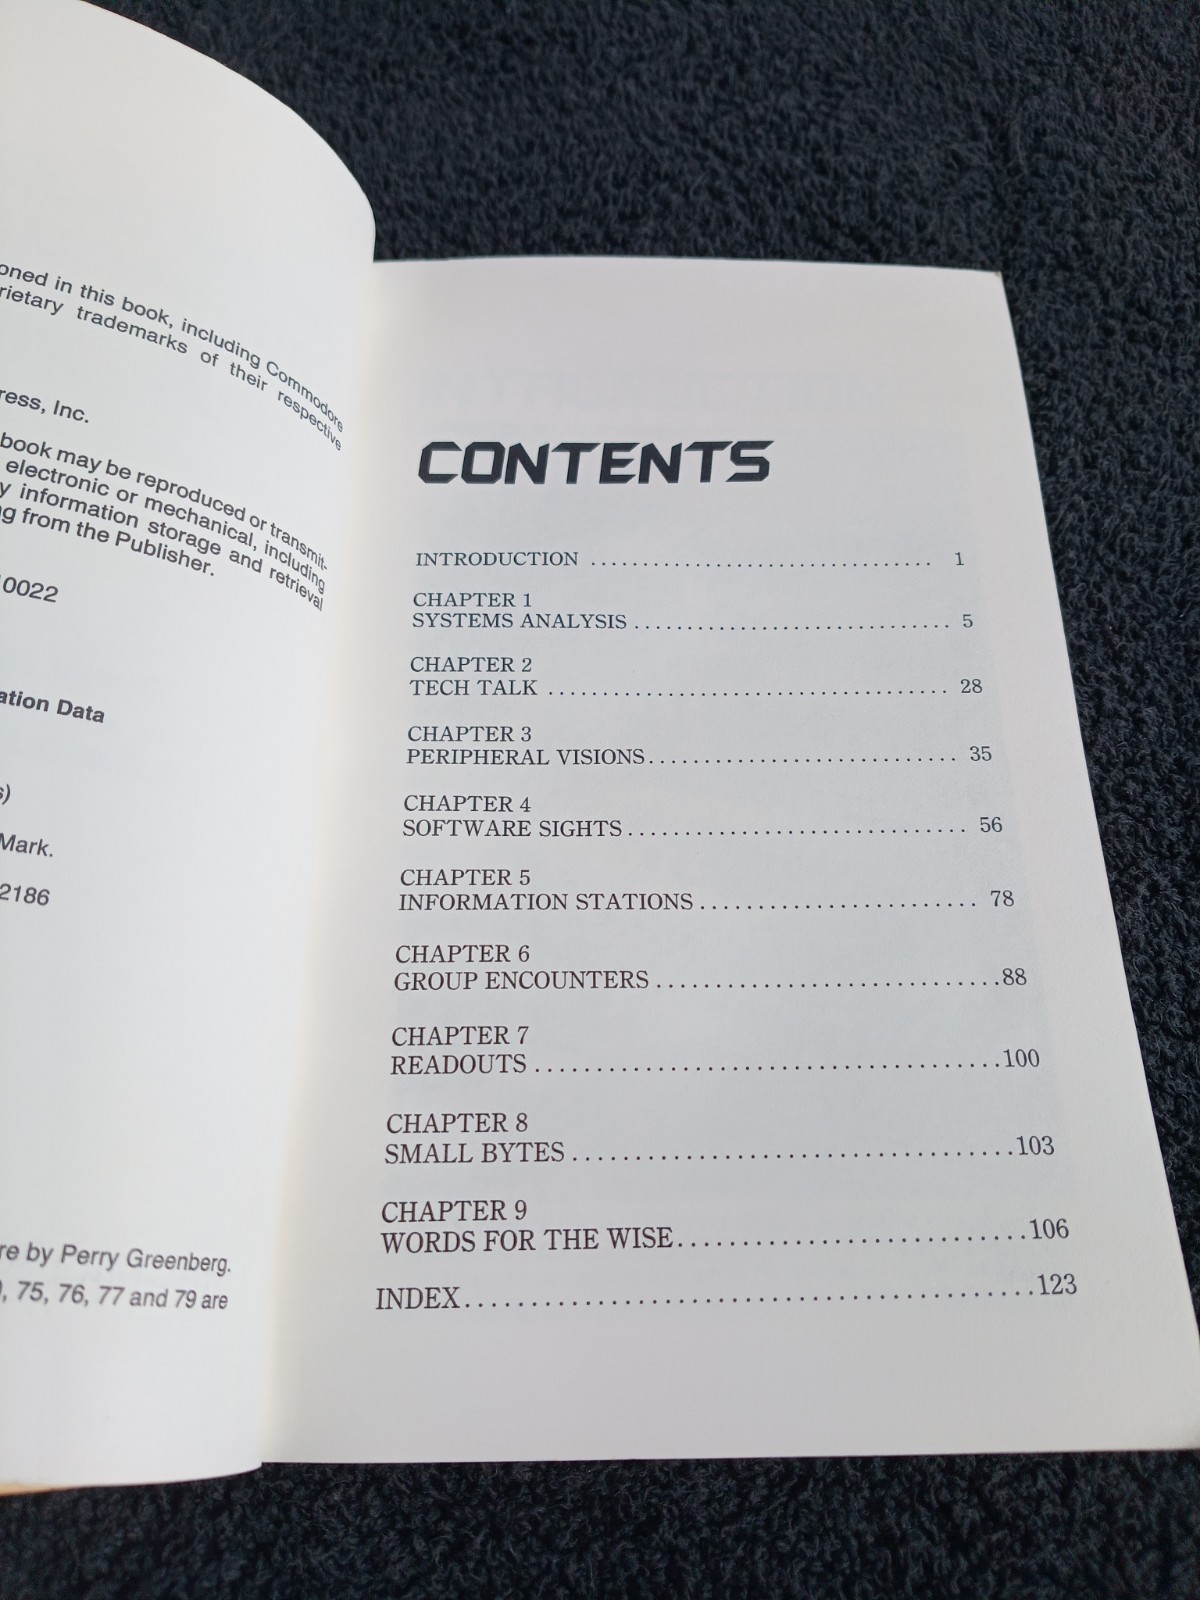 oned in this book, including Commodore
rietary trademarks of their respective
ress, Inc.
book may be reproduced or transmit-
electronic or mechanical, including
y information storage and retrieval
g from the Publisher.
10022
ation Data
s)
Mark.
2186
re by Perry Greenberg.
, 75, 76, 77 and 79 are
CONTENTS
INTRODUCTION ................................. 1
CHAPTER 1
SYSTEMS ANALYSIS .............................. 5
CHAPTER 2
TECH TALK ..................................... 28
CHAPTER 3
PERIPHERAL VISIONS............................. 35
CHAPTER 4
SOFTWARE SIGHTS............................... 56
CHAPTER 5
INFORMATION STATIONS ......................... 78
CHAPTER 6
GROUP ENCOUNTERS .............................88
CHAPTER 7
READOUTS ......................................100
CHAPTER 8
SMALL BYTES ...................................103
CHAPTER 9
WORDS FOR THE WISE.............................106
INDEX...........................................123